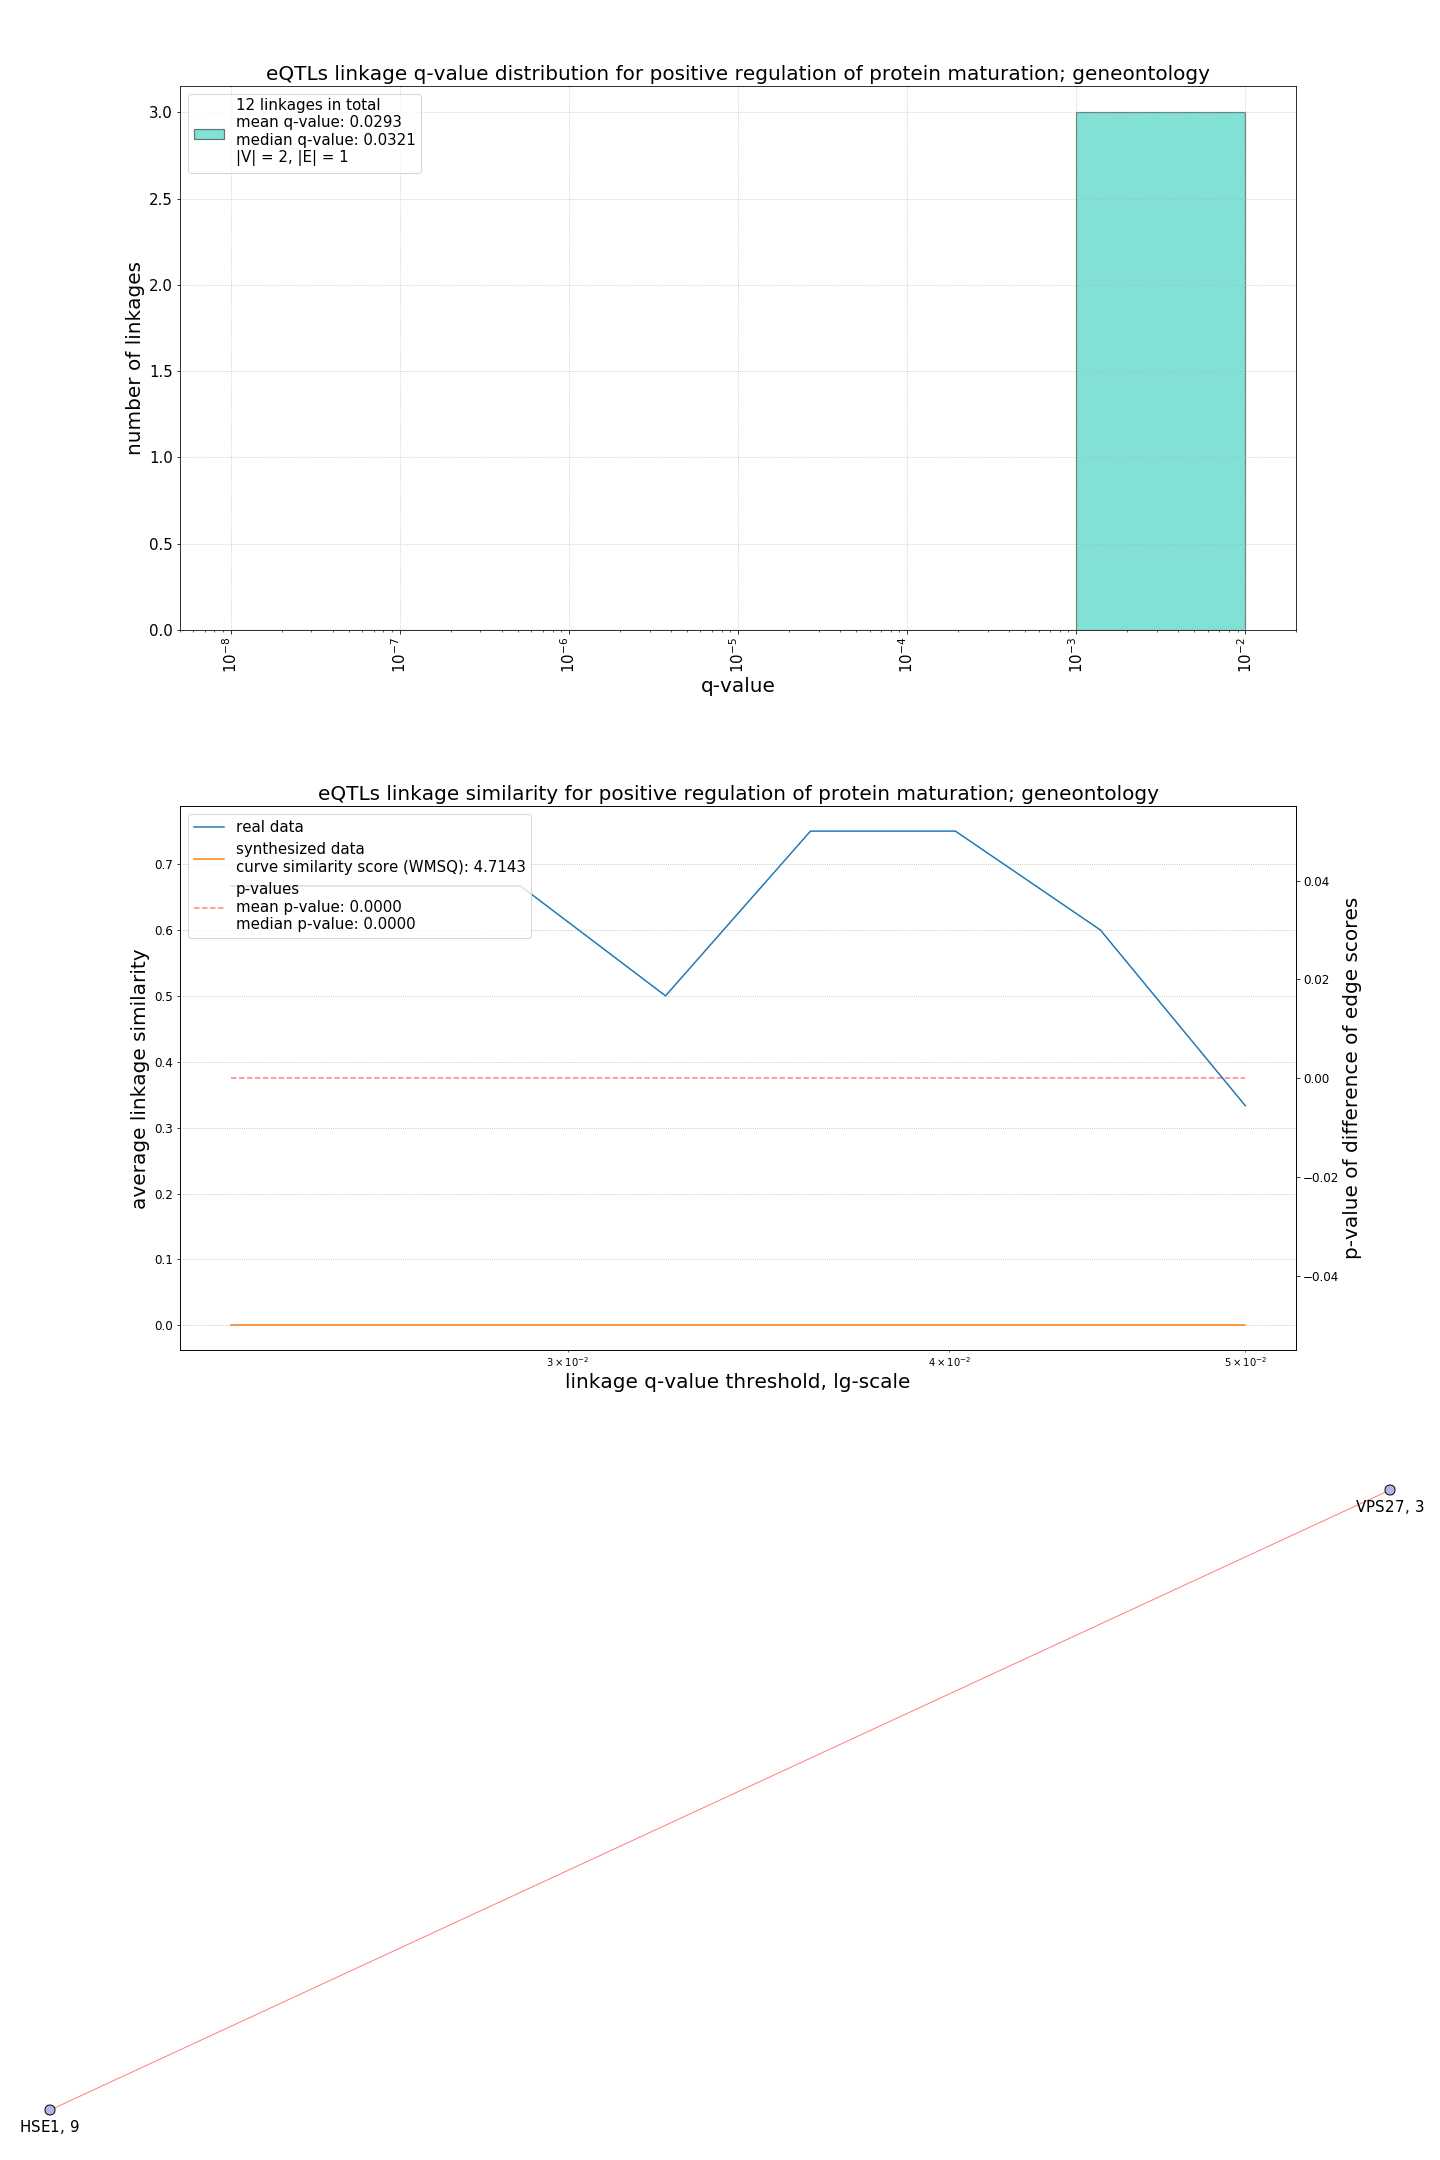 eQTLs linkage q-value distribution for positive regulation of protein maturation; geneontology
12 linkages in total
mean q-value: 0.0293
median q-value: 0.0321
|V| = 2, |E| = 1
3.0
2.5
2.0
1.5
1.0
0.5
0.0
number of linkages
10⁻⁸
10⁻⁷
10⁻⁶
10⁻⁵
10⁻⁴
10⁻³
10⁻²
q-value
eQTLs linkage similarity for positive regulation of protein maturation; geneontology
real data
synthesized data
curve similarity score (WMSQ): 4.7143
p-values
mean p-value: 0.0000
median p-value: 0.0000
0.7
0.6
0.5
0.4
0.3
0.2
0.1
0.0
average linkage similarity
0.04
0.02
0.00
−0.02
−0.04
p-value of difference of edge scores
3 × 10⁻²
4 × 10⁻²
5 × 10⁻²
linkage q-value threshold, lg-scale
VPS27, 3
HSE1, 9